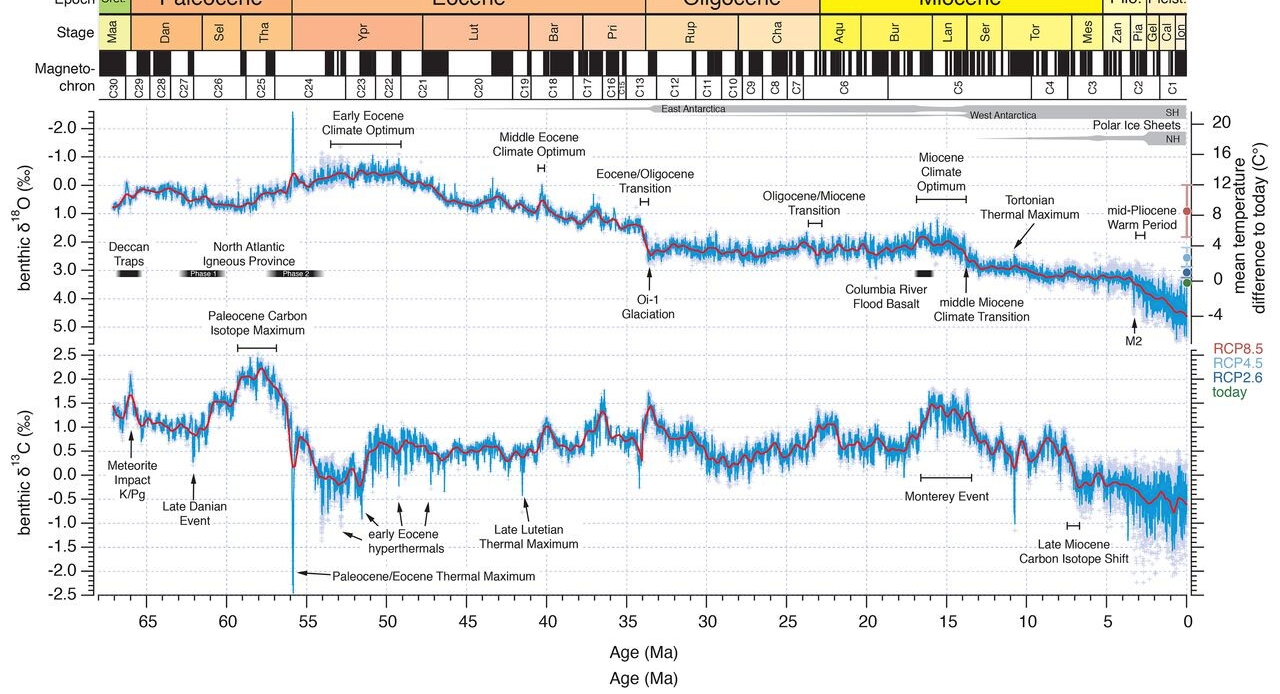 Epoch
Cret.
Paleocene
Eocene
Oligocene
Miocene
Plio.
Pleist.
Stage
Maa
Dan
Sel
Tha
Ypr
Lut
Bar
Pri
Rup
Cha
Aqu
Bur
Lan
Ser
Tor
Mes
Zan
Pia
Gel
Cal
Ion
Magneto-
chron
C30
C29
C28
C27
C26
C25
C24
C23
C22
C21
C20
C19
C18
C17
C16
C15
C13
C12
C11
C10
C9
C8
C7
C6
C5
C4
C3
C2
C1
East Antarctica
West Antarctica
SH
Polar Ice Sheets
NH
benthic δ18O (‰)
-2.0
-1.0
0.0
1.0
2.0
3.0
4.0
5.0
Early Eocene
Climate Optimum
Middle Eocene
Climate Optimum
Eocene/Oligocene
Transition
Oligocene/Miocene
Transition
Miocene
Climate
Optimum
Tortonian
Thermal Maximum
mid-Pliocene
Warm Period
Deccan
Traps
North Atlantic
Igneous Province
Phase 1
Phase 2
Oi-1
Glaciation
Columbia River
Flood Basalt
middle Miocene
Climate Transition
M2
20
16
12
8
4
0
-4
mean temperature
difference to today (C°)
RCP8.5
RCP4.5
RCP2.6
today
benthic δ13C (‰)
2.5
2.0
1.5
1.0
0.5
0.0
-0.5
-1.0
-1.5
-2.0
-2.5
Paleocene Carbon
Isotope Maximum
Meteorite
Impact
K/Pg
Late Danian
Event
early Eocene
hyperthermals
Late Lutetian
Thermal Maximum
Paleocene/Eocene Thermal Maximum
Monterey Event
Late Miocene
Carbon Isotope Shift
65
60
55
50
45
40
35
30
25
20
15
10
5
0
Age (Ma)
Age (Ma)